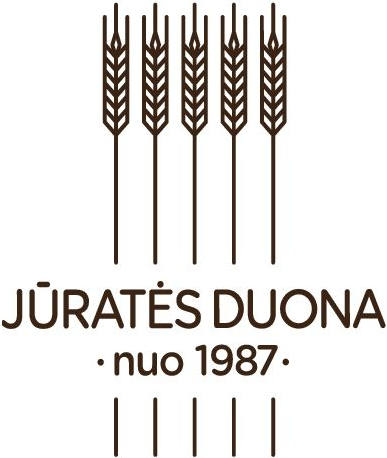 JŪRATĖS DUONA
· nuo 1987 ·